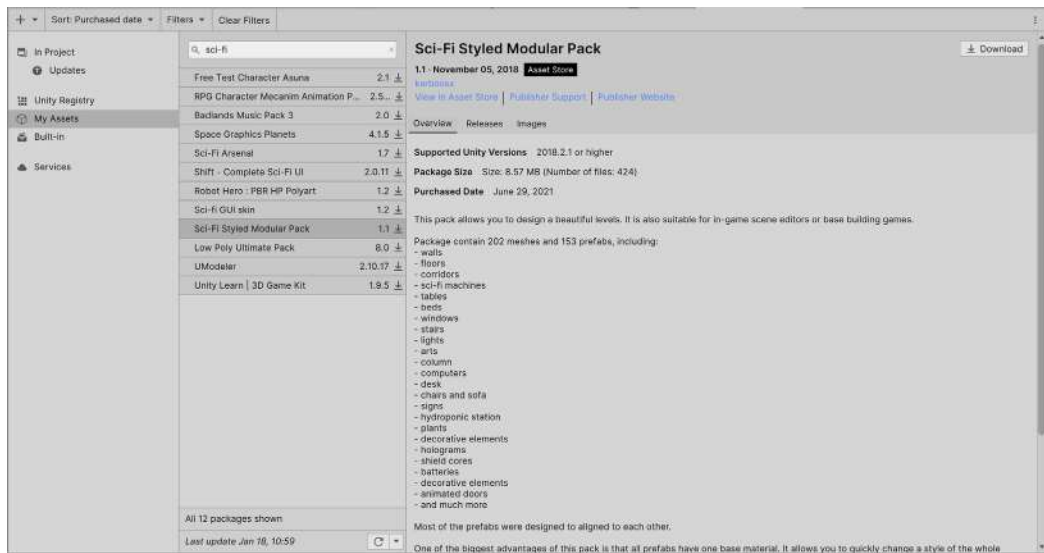 + Sort: Purchased date Filters Clear Filters
In Project
Updates
Unity Registry
My Assets
Built-in
Services
sci-fi
Free Test Character Asuna 2.1
RPG Character Mecanim Animation P... 2.5...
Badlands Music Pack 3 2.0
Space Graphics Planets 4.1.5
Sci-Fi Arsenal 1.7
Shift - Complete Sci-Fi UI 2.0.11
Robot Hero : PBR HP Polyart 1.2
Sci-fi GUI skin 1.2
Sci-Fi Styled Modular Pack 1.1
Low Poly Ultimate Pack 8.0
UModeler 2.10.17
Unity Learn | 3D Game Kit 1.9.5
All 12 packages shown
Last update Jan 18, 10:59
Sci-Fi Styled Modular Pack
Download
1.1 · November 05, 2018 Asset Store
View in Asset Store | Publisher Support | Publisher Website
Overview Releases Images
Supported Unity Versions 2018.2.1 or higher
Package Size Size: 8.57 MB (Number of files: 424)
Purchased Date June 29, 2021
This pack allows you to design a beautiful levels. It is also suitable for in-game scene editors or base building games.
Package contain 202 meshes and 153 prefabs, including:
- walls
- floors
- corridors
- sci-fi machines
- tables
- beds
- windows
- stairs
- lights
- arts
- column
- computers
- desk
- chairs and sofa
- signs
- hydroponic station
- plants
- decorative elements
- holograms
- shield cores
- batteries
- decorative elements
- animated doors
- and much more
Most of the prefabs were designed to aligned to each other.
One of the biggest advantages of this pack is that all prefabs have one base material. It allows you to quickly change a style of the whole